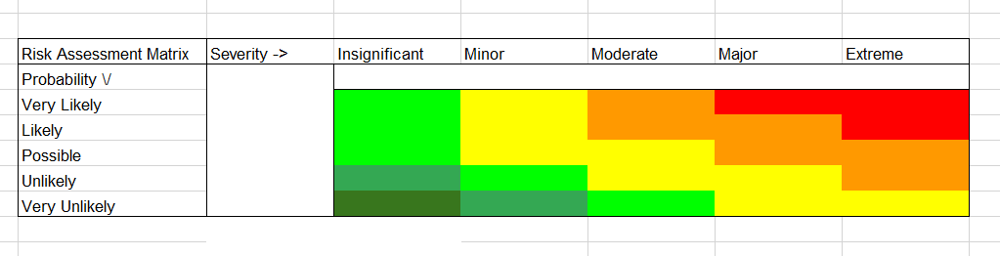 Risk Assessment Matrix Severity -> Insignificant Minor Moderate Major Extreme
Probability \/
Very Likely
Likely
Possible
Unlikely
Very Unlikely